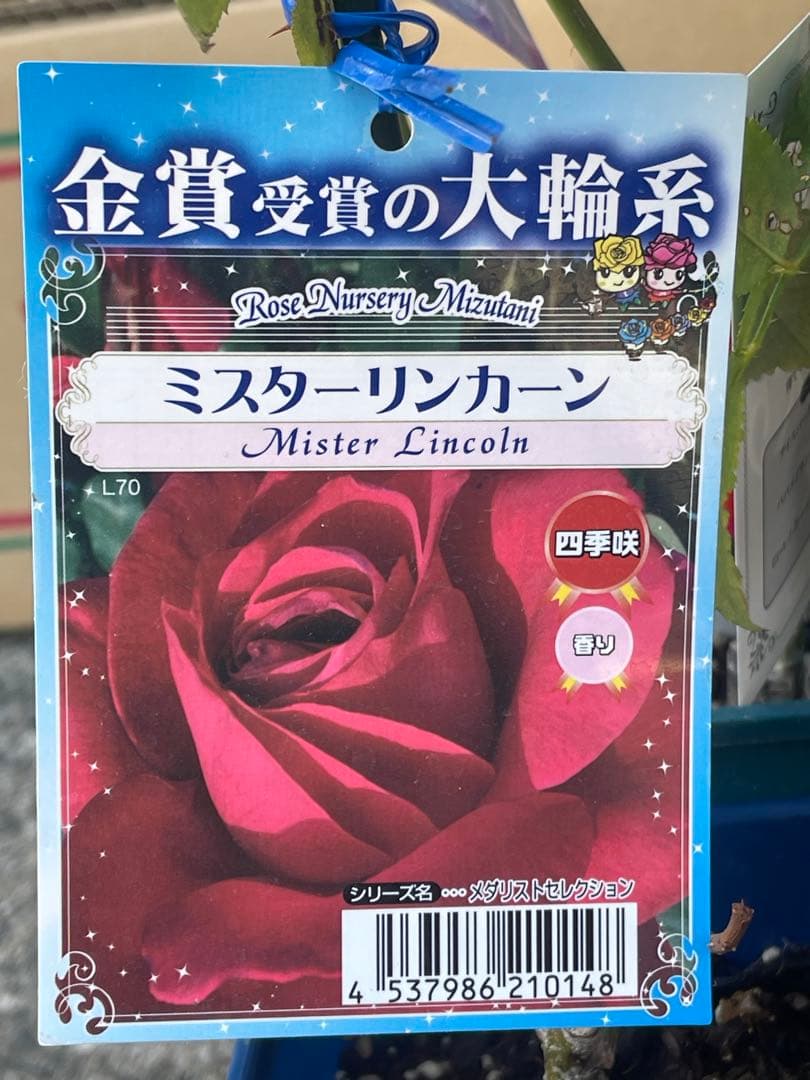 金賞受賞の大輪系
Rose Nursery Mizutani
ミスターリンカーン
Mister Lincoln
L70
四季咲
香り
シリーズ名 ••• メダリストセレクション
4 537986 210148